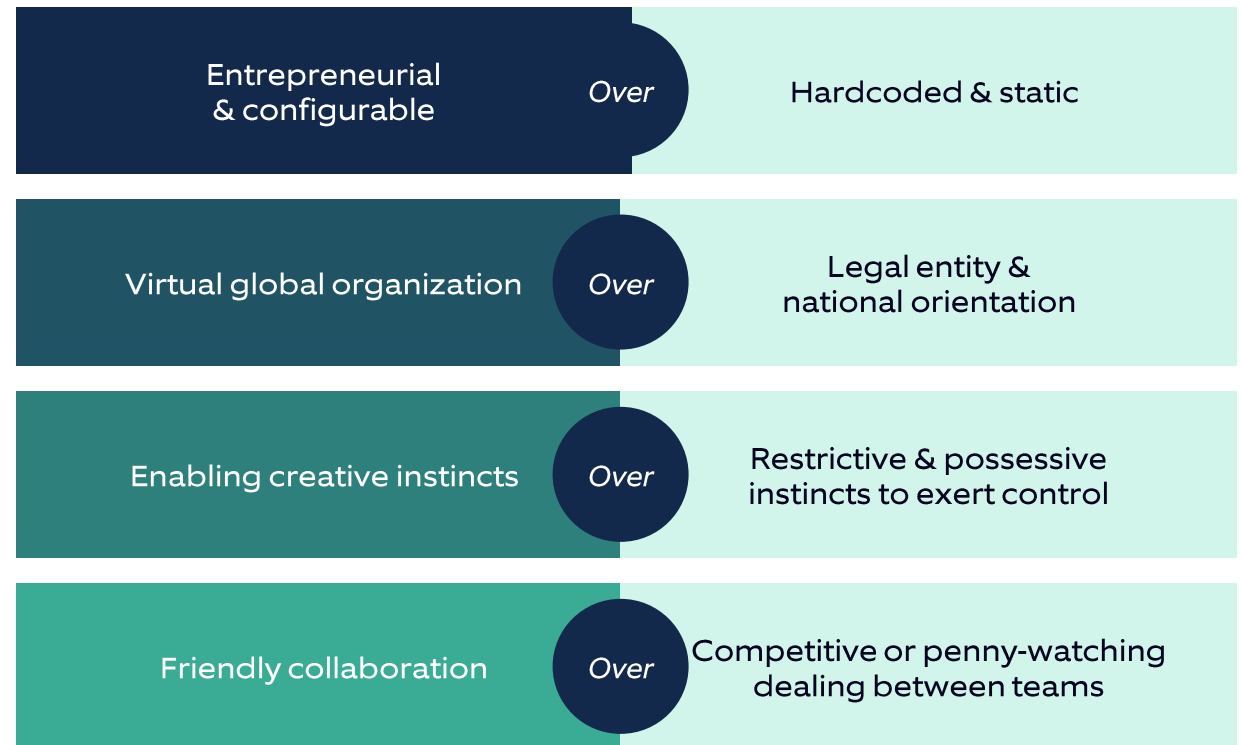 Entrepreneurial
& configurable
Over
Hardcoded & static
Virtual global organization
Over
Legal entity &
national orientation
Enabling creative instincts
Over
Restrictive & possessive
instincts to exert control
Friendly collaboration
Over
Competitive or penny-watching
dealing between teams